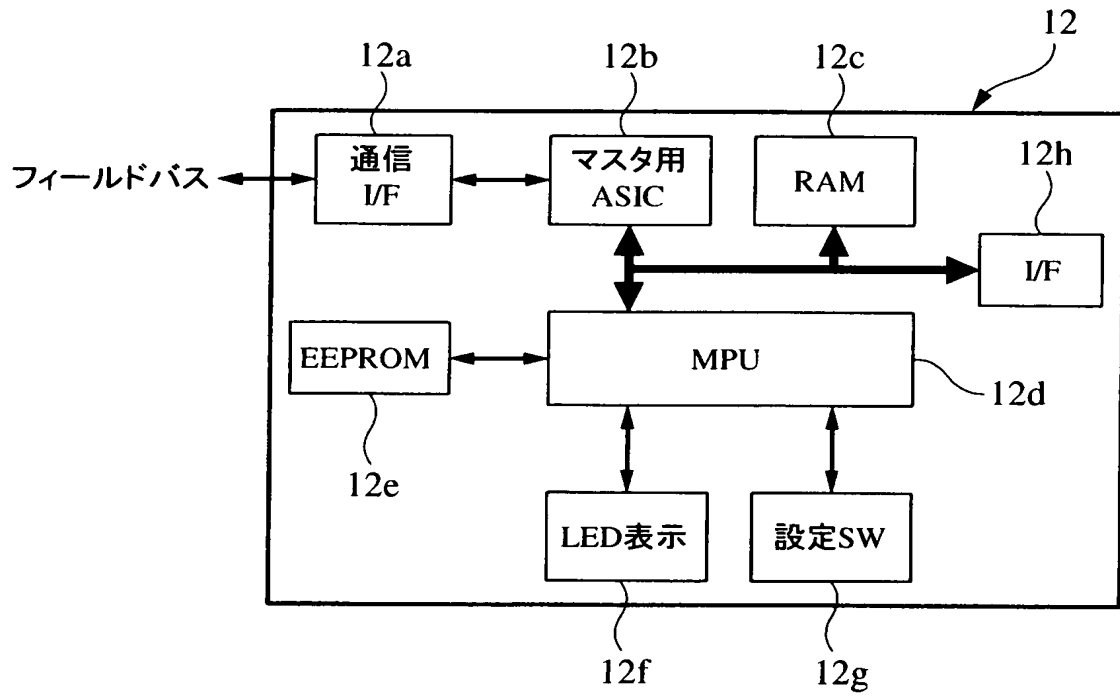 12
12a
12b
12c
12h
フィールドバス
通信
I/F
マスタ用
ASIC
RAM
I/F
EEPROM
MPU
12d
12e
LED表示
設定SW
12f
12g